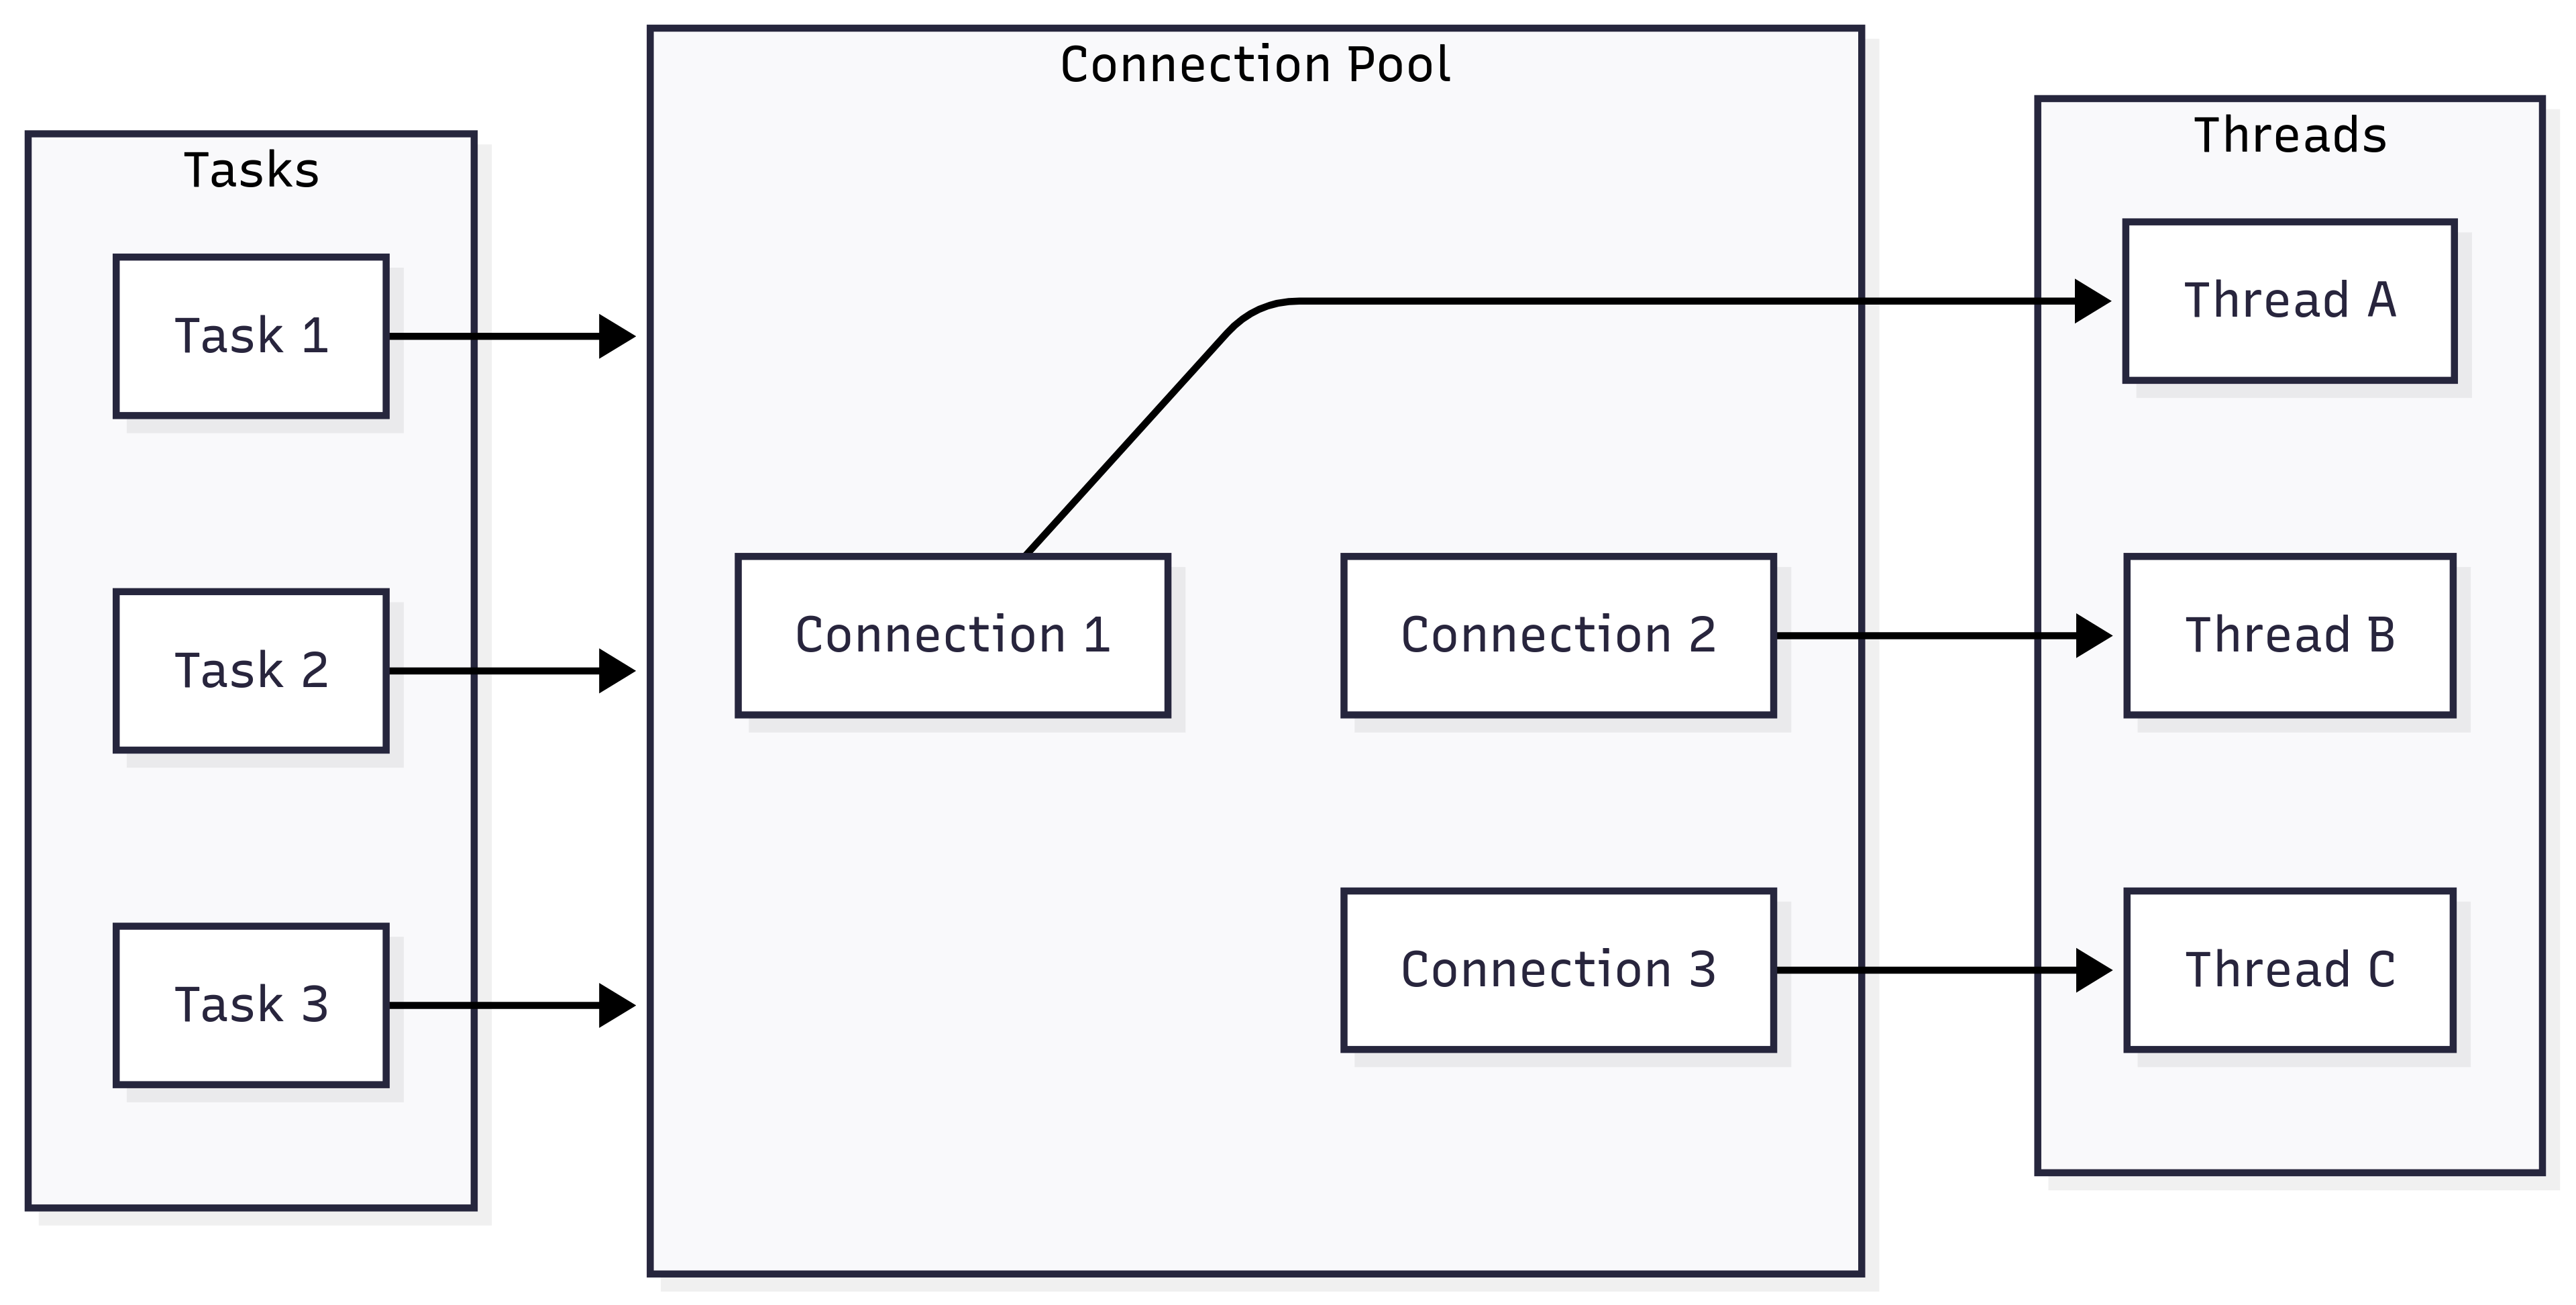 Tasks
Task 1
Task 2
Task 3
Connection Pool
Connection 1
Connection 2
Connection 3
Threads
Thread A
Thread B
Thread C